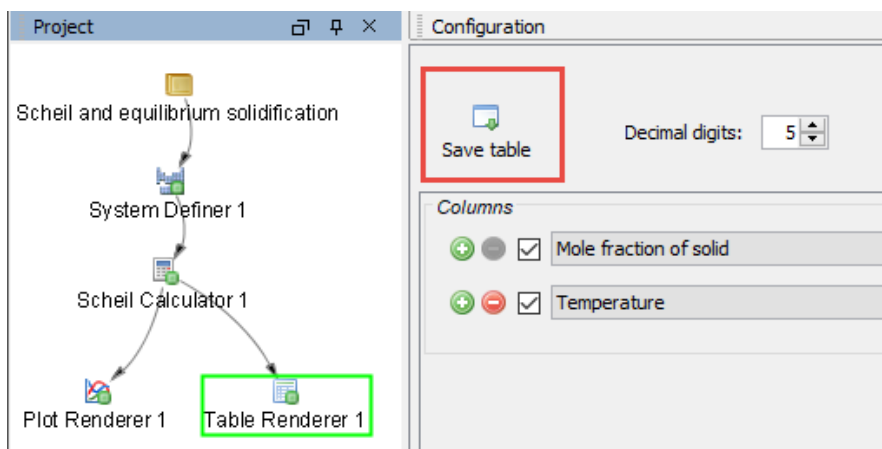 Project
Scheil and equilibrium solidification
System Definer 1
Scheil Calculator 1
Plot Renderer 1
Table Renderer 1
Configuration
Save table
Decimal digits: 5
Columns
Mole fraction of solid
Temperature